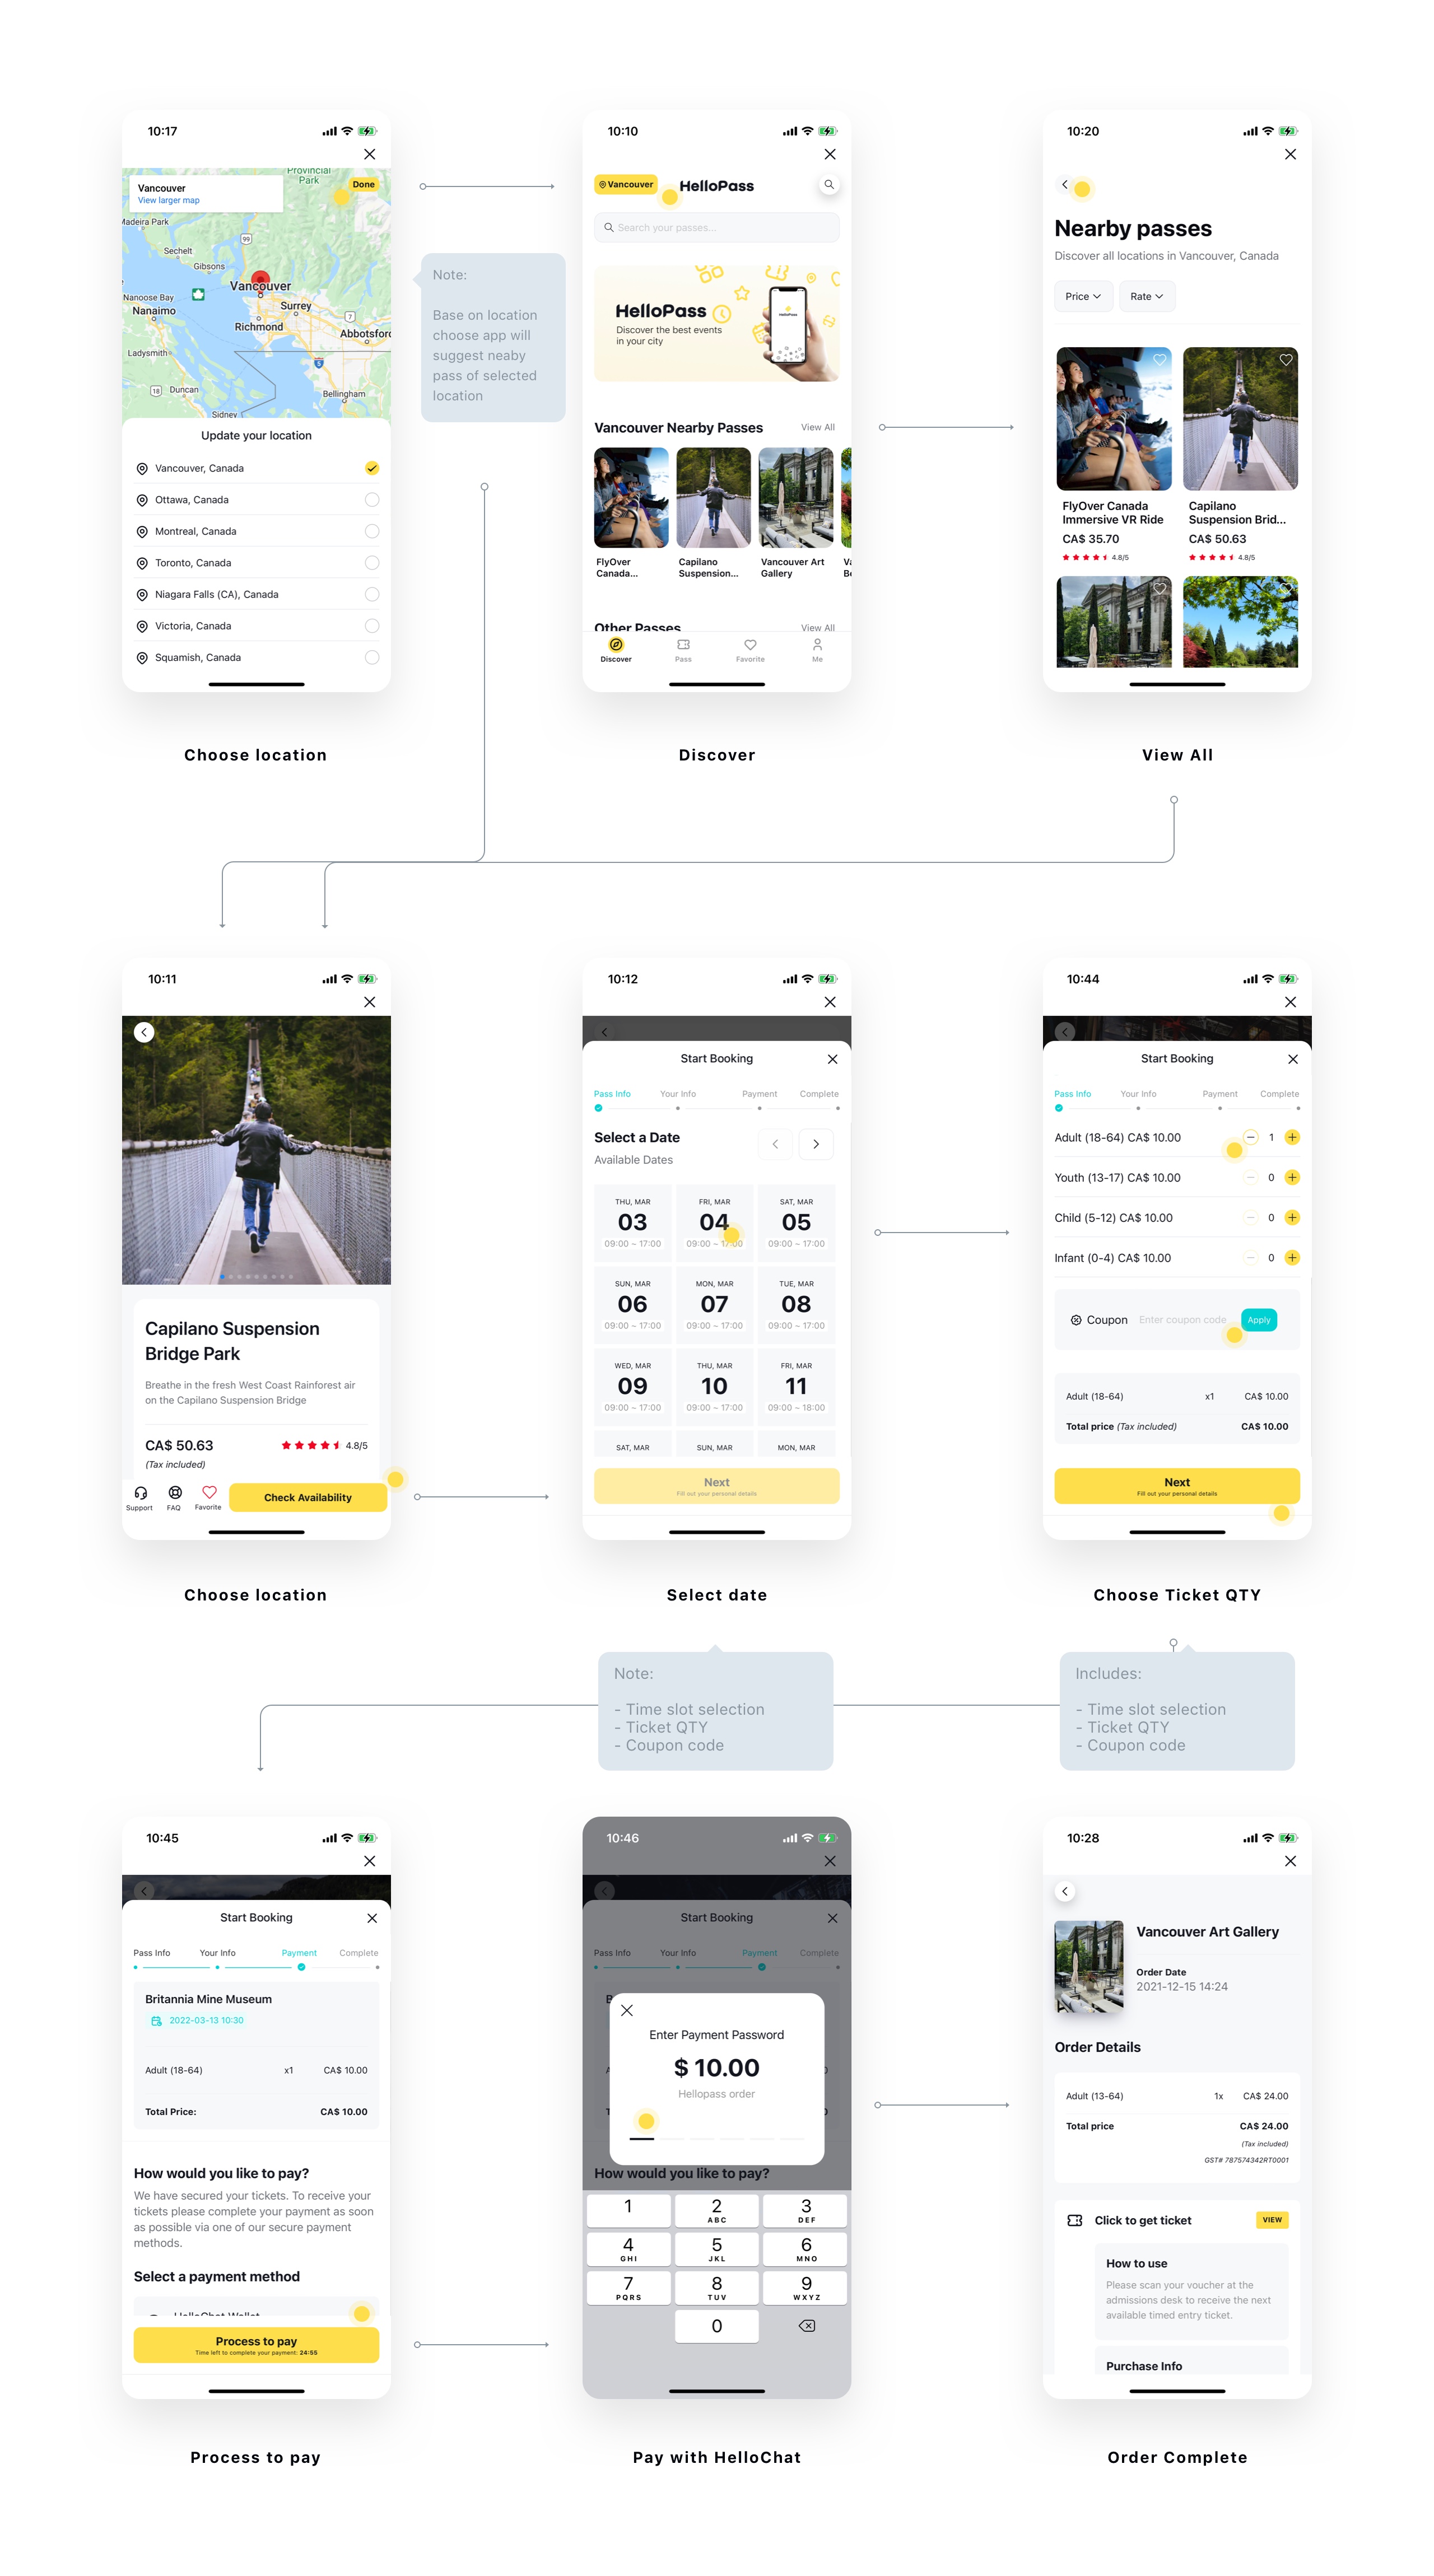 10:17
Provincial
Park
Vancouver
View larger map
Done
Madeira Park
99
Sechelt
Gibsons
Vancouver
Nanoose Bay
Nanaimo
Surrey
7
Richmond
Abbotsford
Ladysmith
5
18
Duncan
Bellingham
Sidney
Update your location
Vancouver, Canada
Ottawa, Canada
Montreal, Canada
Toronto, Canada
Niagara Falls (CA), Canada
Victoria, Canada
Squamish, Canada
Choose location
Note:
Base on location
choose app will
suggest neaby
pass of selected
location
10:10
Vancouver
HelloPass
Search your passes...
HelloPass
Discover the best events
in your city
HelloPass
Vancouver Nearby Passes
View All
FlyOver
Canada...
Capilano
Suspension...
Vancouver Art
Gallery
Va
Bo
Other Passes
View All
Discover
Pass
Favorite
Me
Discover
10:20
Nearby passes
Discover all locations in Vancouver, Canada
Price
Rate
FlyOver Canada
Immersive VR Ride
CA$ 35.70
4.8/5
Capilano
Suspension Brid...
CA$ 50.63
4.8/5
View All
10:11
Capilano Suspension
Bridge Park
Breathe in the fresh West Coast Rainforest air
on the Capilano Suspension Bridge
CA$ 50.63
4.8/5
(Tax included)
Support
FAQ
Favorite
Check Availability
Choose location
10:12
Start Booking
Pass Info
Your Info
Payment
Complete
Select a Date
Available Dates
THU, MAR
03
09:00 ~ 17:00
FRI, MAR
04
09:00 ~ 17:00
SAT, MAR
05
09:00 ~ 17:00
SUN, MAR
06
09:00 ~ 17:00
MON, MAR
07
09:00 ~ 17:00
TUE, MAR
08
09:00 ~ 17:00
WED, MAR
09
09:00 ~ 17:00
THU, MAR
10
09:00 ~ 17:00
FRI, MAR
11
09:00 ~ 18:00
SAT, MAR
SUN, MAR
MON, MAR
Next
Fill out your personal details
Select date
10:44
Start Booking
Pass Info
Your Info
Payment
Complete
Adult (18-64) CA$ 10.00
1
Youth (13-17) CA$ 10.00
0
Child (5-12) CA$ 10.00
0
Infant (0-4) CA$ 10.00
0
Coupon
Enter coupon code
Apply
Adult (18-64) x1 CA$ 10.00
Total price (Tax included) CA$ 10.00
Next
Fill out your personal details
Choose Ticket QTY
Note:
- Time slot selection
- Ticket QTY
- Coupon code
Includes:
- Time slot selection
- Ticket QTY
- Coupon code
10:45
Start Booking
Pass Info
Your Info
Payment
Complete
Britannia Mine Museum
2022-03-13 10:30
Adult (18-64) x1 CA$ 10.00
Total Price: CA$ 10.00
How would you like to pay?
We have secured your tickets. To receive your
tickets please complete your payment as soon
as possible via one of our secure payment
methods.
Select a payment method
HelloChat Wallet
Process to pay
Time left to complete your payment: 24:55
Process to pay
10:46
Start Booking
Pass Info
Your Info
Payment
Complete
Enter Payment Password
$ 10.00
Hellopass order
How would you like to pay?
1
2
ABC
3
DEF
4
GHI
5
JKL
6
MNO
7
PQRS
8
TUV
9
WXYZ
0
Pay with HelloChat
10:28
Vancouver Art Gallery
Order Date
2021-12-15 14:24
Order Details
Adult (13-64) 1x CA$ 24.00
Total price CA$ 24.00
(Tax included)
GST# 787574342RT0001
Click to get ticket
VIEW
How to use
Please scan your voucher at the
admissions desk to receive the next
available timed entry ticket.
Purchase Info
Order Complete